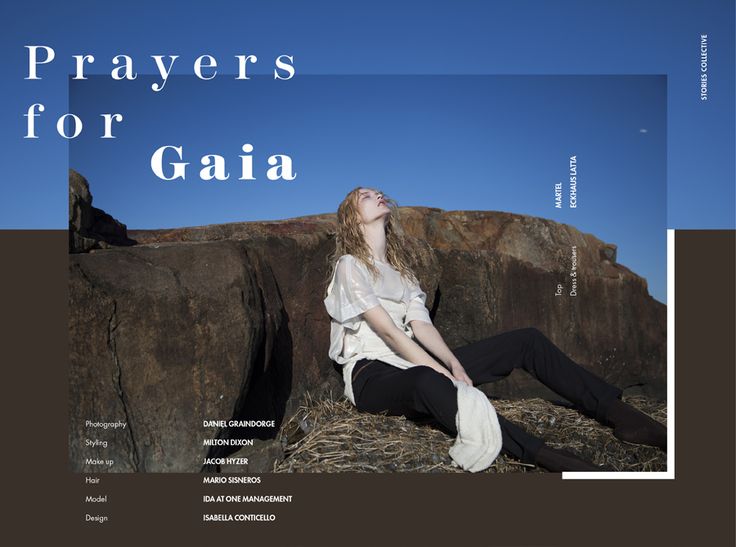 Prayers
for
Gaia
STORIES COLLECTIVE
Top MARTEL
Dress & trousers ECKHAUS LATTA
Photography DANIEL GRAINDORGE
Styling MILTON DIXON
Make up JACOB HYZER
Hair MARIO SISNEROS
Model IDA AT ONE MANAGEMENT
Design ISABELLA CONTICELLO